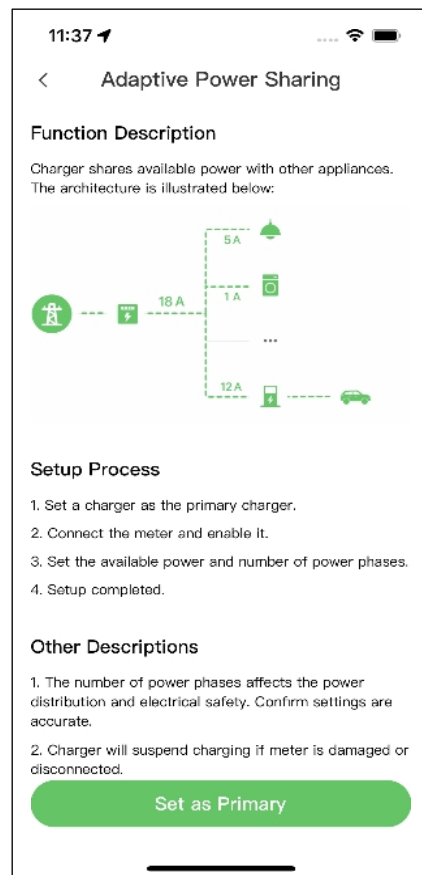 11:37
Adaptive Power Sharing
Function Description
Charger shares available power with other appliances.
The architecture is illustrated below:
5A
18A
1A
...
12A
Setup Process
1. Set a charger as the primary charger.
2. Connect the meter and enable it.
3. Set the available power and number of power phases.
4. Setup completed.
Other Descriptions
1. The number of power phases affects the power
distribution and electrical safety. Confirm settings are
accurate.
2. Charger will suspend charging if meter is damaged or
disconnected.
Set as Primary